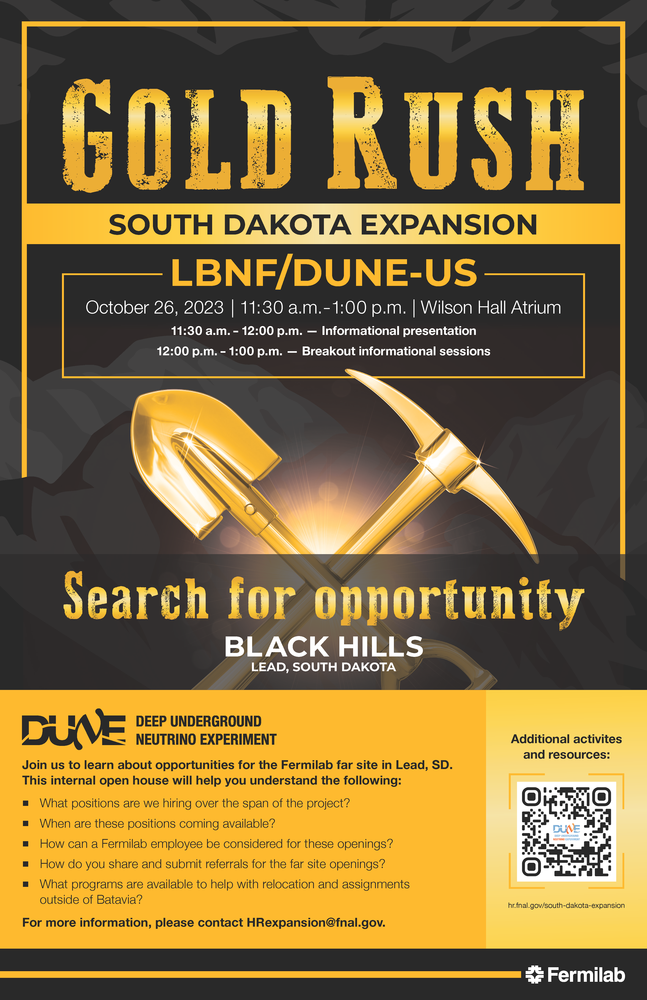 GOLD RUSH
SOUTH DAKOTA EXPANSION
LBNF/DUNE-US
October 26, 2023 | 11:30 a.m.-1:00 p.m. | Wilson Hall Atrium
11:30 a.m. – 12:00 p.m. — Informational presentation
12:00 p.m. – 1:00 p.m. — Breakout informational sessions
Search for opportunity
BLACK HILLS
LEAD, SOUTH DAKOTA
DUNE
DEEP UNDERGROUND
NEUTRINO EXPERIMENT
Join us to learn about opportunities for the Fermilab far site in Lead, SD.
This internal open house will help you understand the following:
■ What positions are we hiring over the span of the project?
■ When are these positions coming available?
■ How can a Fermilab employee be considered for these openings?
■ How do you share and submit referrals for the far site openings?
■ What programs are available to help with relocation and assignments
outside of Batavia?
For more information, please contact HRexpansion@fnal.gov.
Additional activites
and resources:
DUNE
DEEP UNDERGROUND
NEUTRINO EXPERIMENT
hr.fnal.gov/south-dakota-expansion
Fermilab